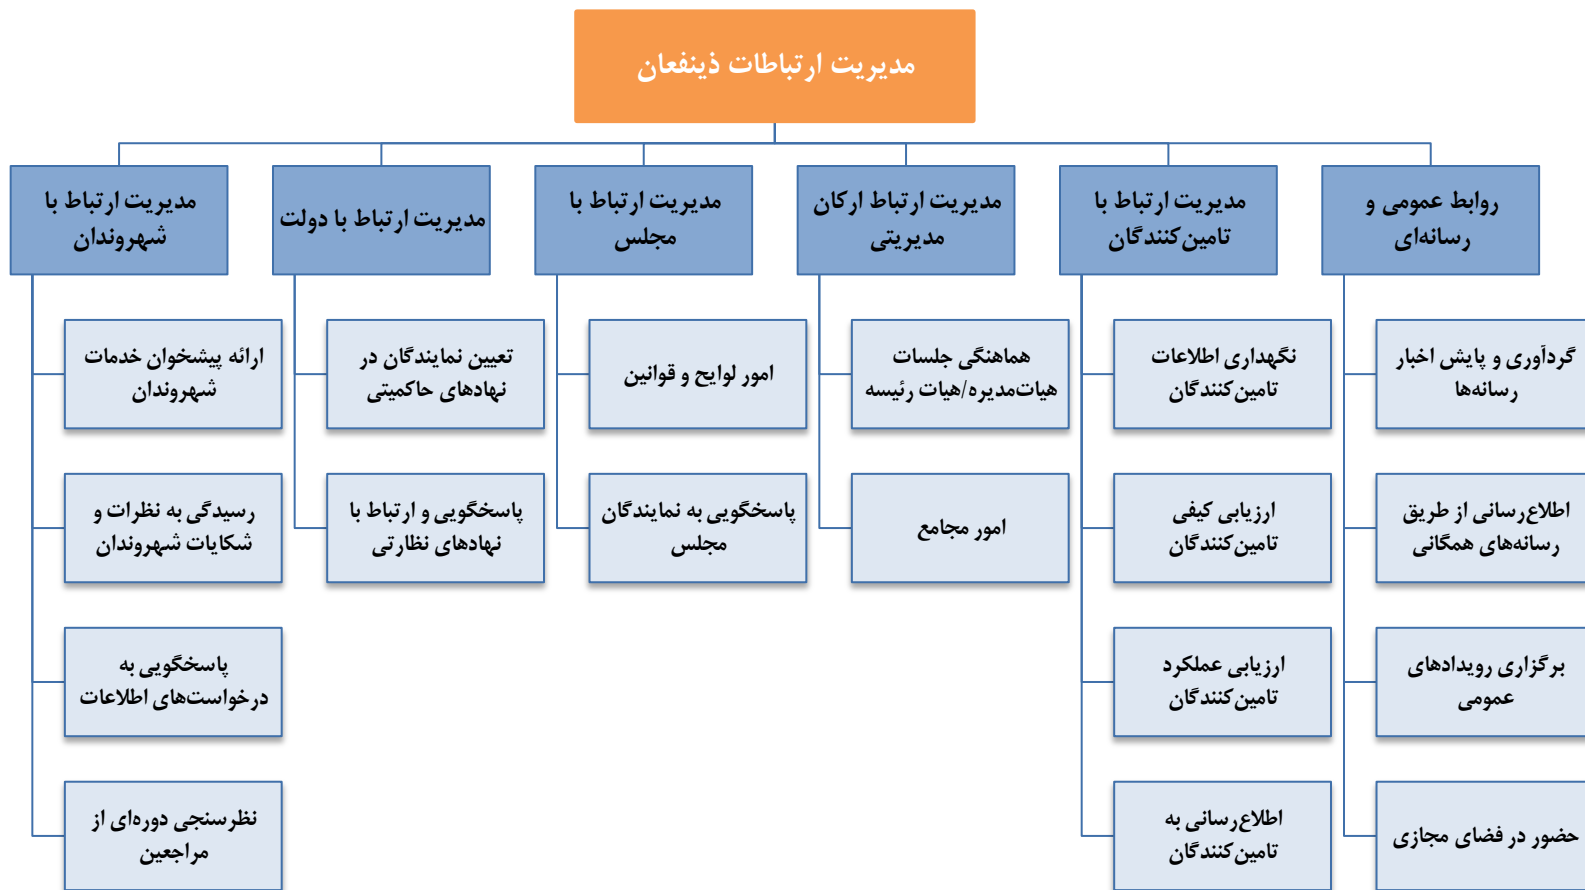 مدیریت ارتباطات ذینفعان
روابط عمومی و
رسانه‌ای
گردآوری و پایش اخبار
رسانه‌ها
اطلاع‌رسانی از طریق
رسانه‌های همگانی
برگزاری رویدادهای
عمومی
حضور در فضای مجازی
مدیریت ارتباط با
تامین‌کنندگان
نگهداری اطلاعات
تامین‌کنندگان
ارزیابی کیفی
تامین‌کنندگان
ارزیابی عملکرد
تامین‌کنندگان
اطلاع‌رسانی به
تامین‌کنندگان
مدیریت ارتباط ارکان
مدیریتی
هماهنگی جلسات
هیات‌مدیره/هیات رئیسه
امور مجامع
مدیریت ارتباط با
مجلس
امور لوایح و قوانین
پاسخگویی به نمایندگان
مجلس
مدیریت ارتباط با دولت
تعیین نمایندگان در
نهادهای حاکمیتی
پاسخگویی و ارتباط با
نهادهای نظارتی
مدیریت ارتباط با
شهروندان
ارائه پیشخوان خدمات
شهروندان
رسیدگی به نظرات و
شکایات شهروندان
پاسخگویی به
درخواست‌های اطلاعات
نظرسنجی دوره‌ای از
مراجعین